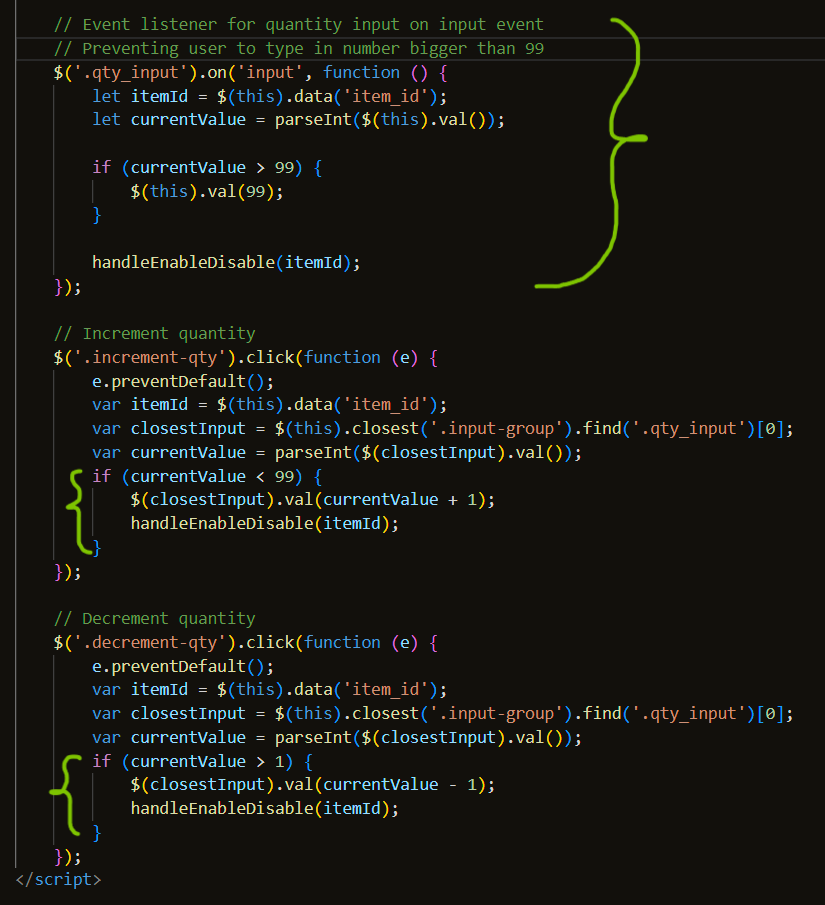 // Event listener for quantity input on input event
// Preventing user to type in number bigger than 99
$('.qty_input').on('input', function () {
let itemId = $(this).data('item_id');
let currentValue = parseInt($(this).val());
if (currentValue > 99) {
$(this).val(99);
}
handleEnableDisable(itemId);
});
// Increment quantity
$('.increment-qty').click(function (e) {
e.preventDefault();
var itemId = $(this).data('item_id');
var closestInput = $(this).closest('.input-group').find('.qty_input')[0];
var currentValue = parseInt($(closestInput).val());
if (currentValue < 99) {
$(closestInput).val(currentValue + 1);
handleEnableDisable(itemId);
}
});
// Decrement quantity
$('.decrement-qty').click(function (e) {
e.preventDefault();
var itemId = $(this).data('item_id');
var closestInput = $(this).closest('.input-group').find('.qty_input')[0];
var currentValue = parseInt($(closestInput).val());
if (currentValue > 1) {
$(closestInput).val(currentValue - 1);
handleEnableDisable(itemId);
}
});
</script>